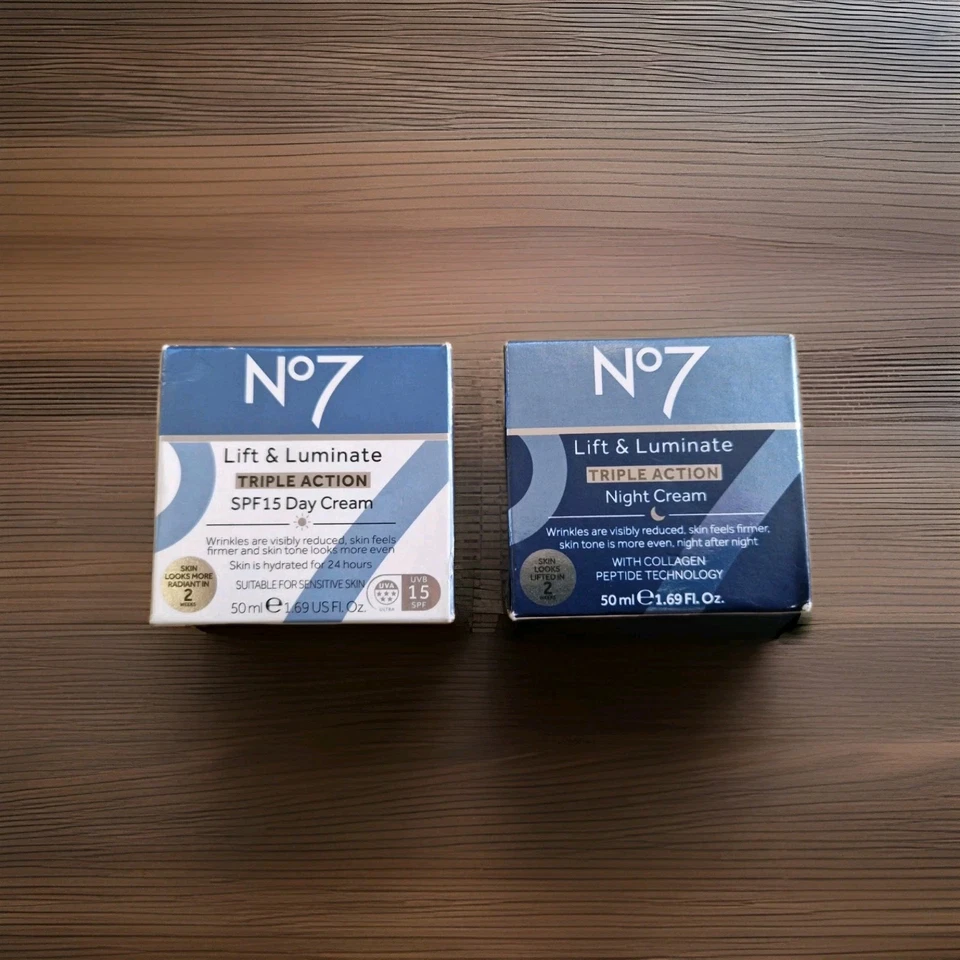 Nº7
Lift & Luminate
TRIPLE ACTION
SPF15 Day Cream
Wrinkles are visibly reduced, skin feels
firmer and skin tone looks more even
Skin is hydrated for 24 hours
SUITABLE FOR SENSITIVE SKIN
SKIN
LOOKS MORE
RADIANT IN
2
WEEKS
50 ml ℮ 1.69 US Fl. Oz.
UVA
ULTRA
UVB
15
SPF
Nº7
Lift & Luminate
TRIPLE ACTION
Night Cream
Wrinkles are visibly reduced, skin feels firmer,
skin tone is more even, night after night
WITH COLLAGEN
PEPTIDE TECHNOLOGY
SKIN
LOOKS
LIFTED IN
2
WEEKS
50 ml ℮ 1.69 Fl. Oz.